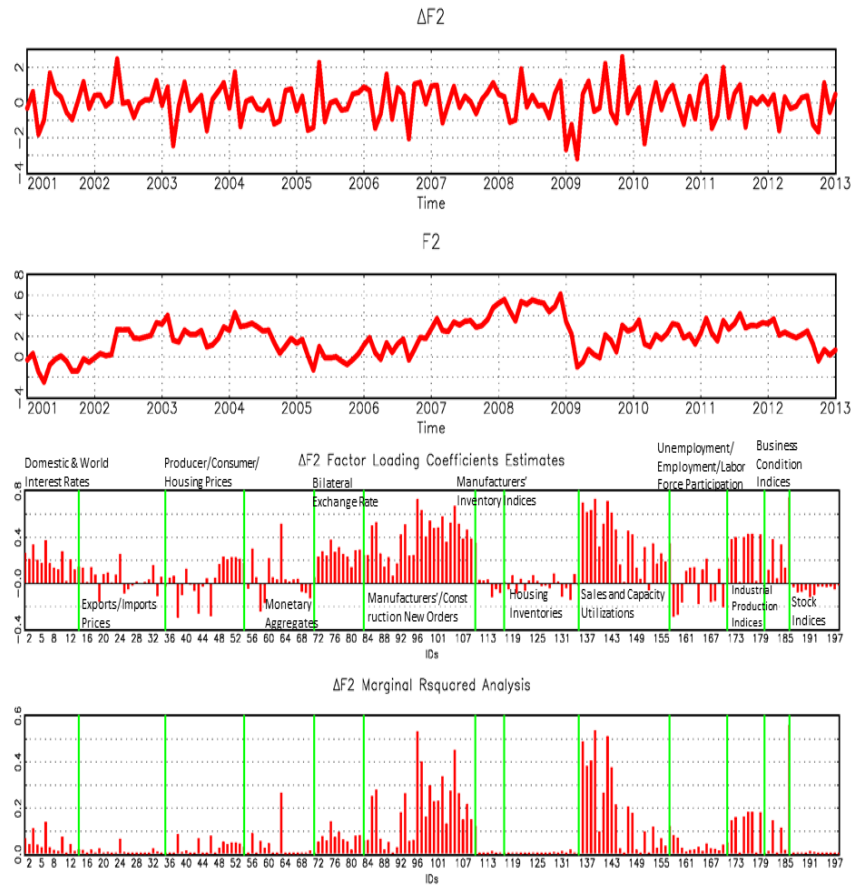 ΔF2
2
0
−2
−4
2001 2002 2003 2004 2005 2006 2007 2008 2009 2010 2011 2012 2013
Time
F2
8
6
4
2
0
−4
2001 2002 2003 2004 2005 2006 2007 2008 2009 2010 2011 2012 2013
Time
Domestic & World
Interest Rates
Producer/Consumer/
Housing Prices
ΔF2 Factor Loading Coefficients Estimates
Bilateral
Exchange Rate
Manufacturers'
Inventory Indices
Unemployment/
Employment/Labor
Force Participation
Business
Condition
Indices
0.8
0.4
−0.0
−0.4
Exports/Imports
Prices
Monetary
Aggregates
Manufacturers'/Const
ruction New Orders
Housing
Inventories
Sales and Capacity
Utilizations
Industrial
Production
Indices
Stock
Indices
2 5 8 12 16 20 24 28 32 36 40 44 48 52 56 60 64 68 72 76 80 84 88 92 96 101 107 113 119 125 131 137 143 149 155 161 167 173 179 185 191 197
IDs
ΔF2 Marginal Rsquared Analysis
0.6
0.4
0.2
0.0
2 5 8 12 16 20 24 28 32 36 40 44 48 52 56 60 64 68 72 76 80 84 88 92 96 101 107 113 119 125 131 137 143 149 155 161 167 173 179 185 191 197
IDs